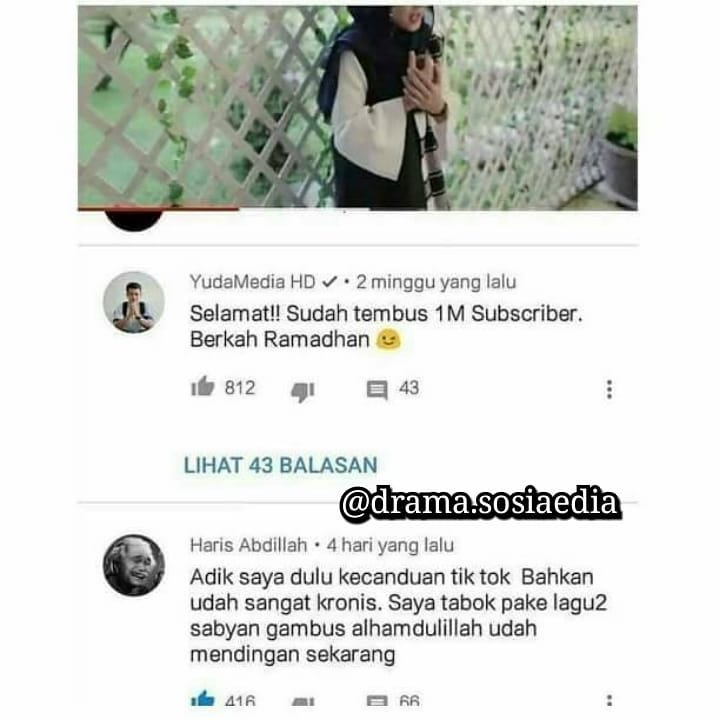 YudaMedia HD ✔ • 2 minggu yang lalu
Selamat!! Sudah tembus 1M Subscriber.
Berkah Ramadhan 😉
812 43
LIHAT 43 BALASAN
@drama.sosiaedia
Haris Abdillah • 4 hari yang lalu
Adik saya dulu kecanduan tik tok Bahkan
udah sangat kronis. Saya tabok pake lagu2
sabyan gambus alhamdulillah udah
mendingan sekarang
416 66